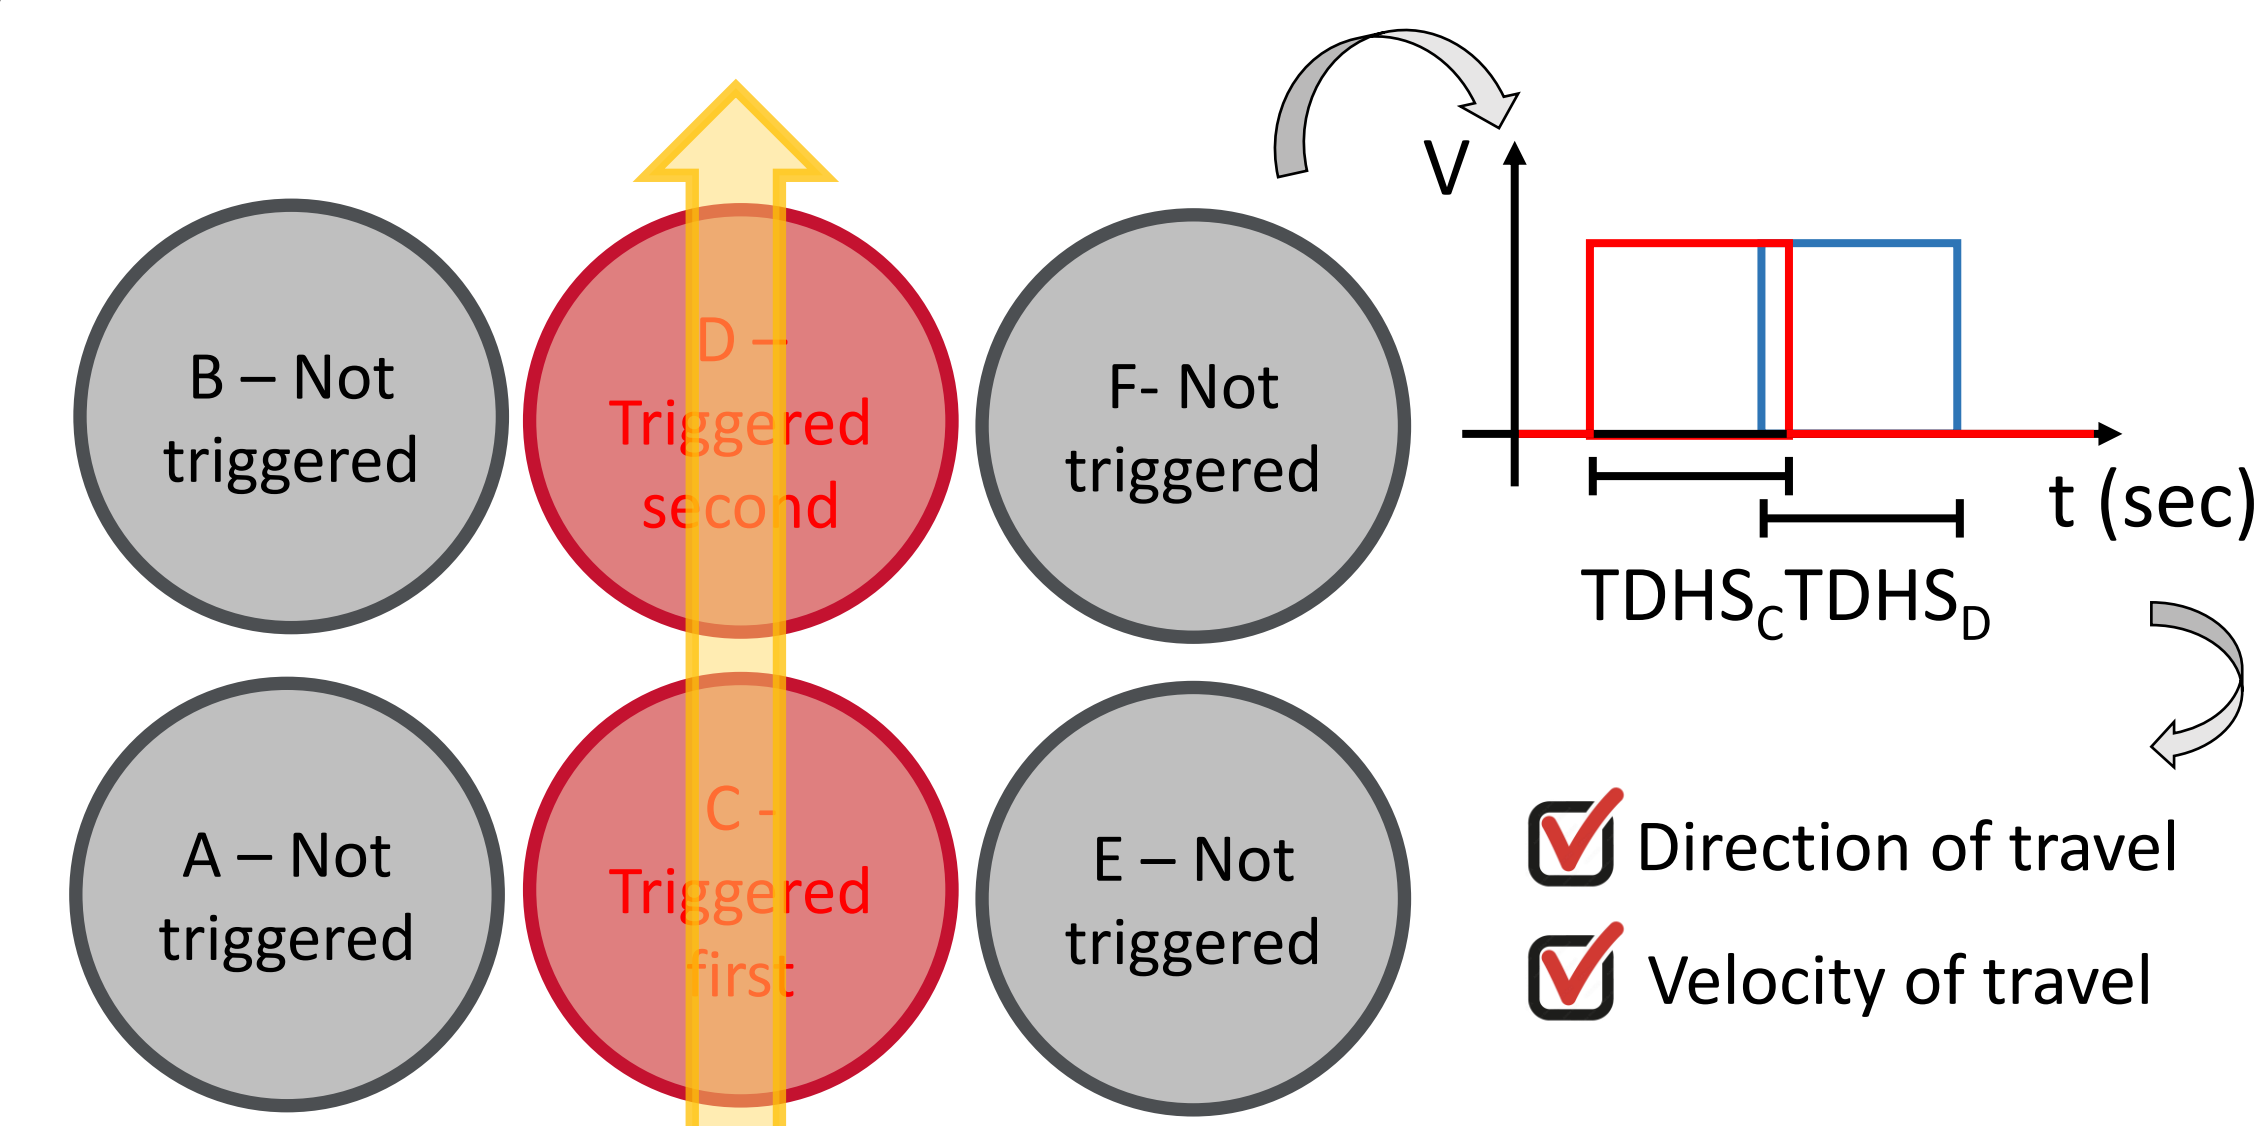 B – Not
triggered
D –
Triggered
second
F- Not
triggered
A – Not
triggered
C -
Triggered
first
E – Not
triggered
V
t (sec)
TDHSCTDHSD
Direction of travel
Velocity of travel